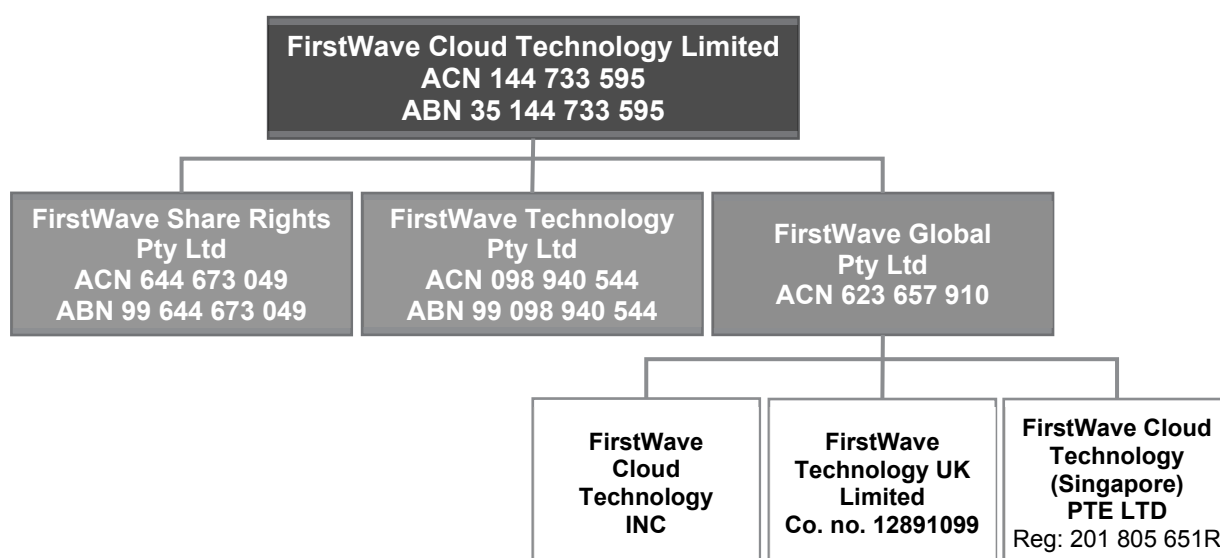 FirstWave Cloud Technology Limited
ACN 144 733 595
ABN 35 144 733 595
FirstWave Share Rights
Pty Ltd
ACN 644 673 049
ABN 99 644 673 049
FirstWave Technology
Pty Ltd
ACN 098 940 544
ABN 99 098 940 544
FirstWave Global
Pty Ltd
ACN 623 657 910
FirstWave
Cloud
Technology
INC
FirstWave
Technology UK
Limited
Co. no. 12891099
FirstWave Cloud
Technology
(Singapore)
PTE LTD
Reg: 201 805 651R